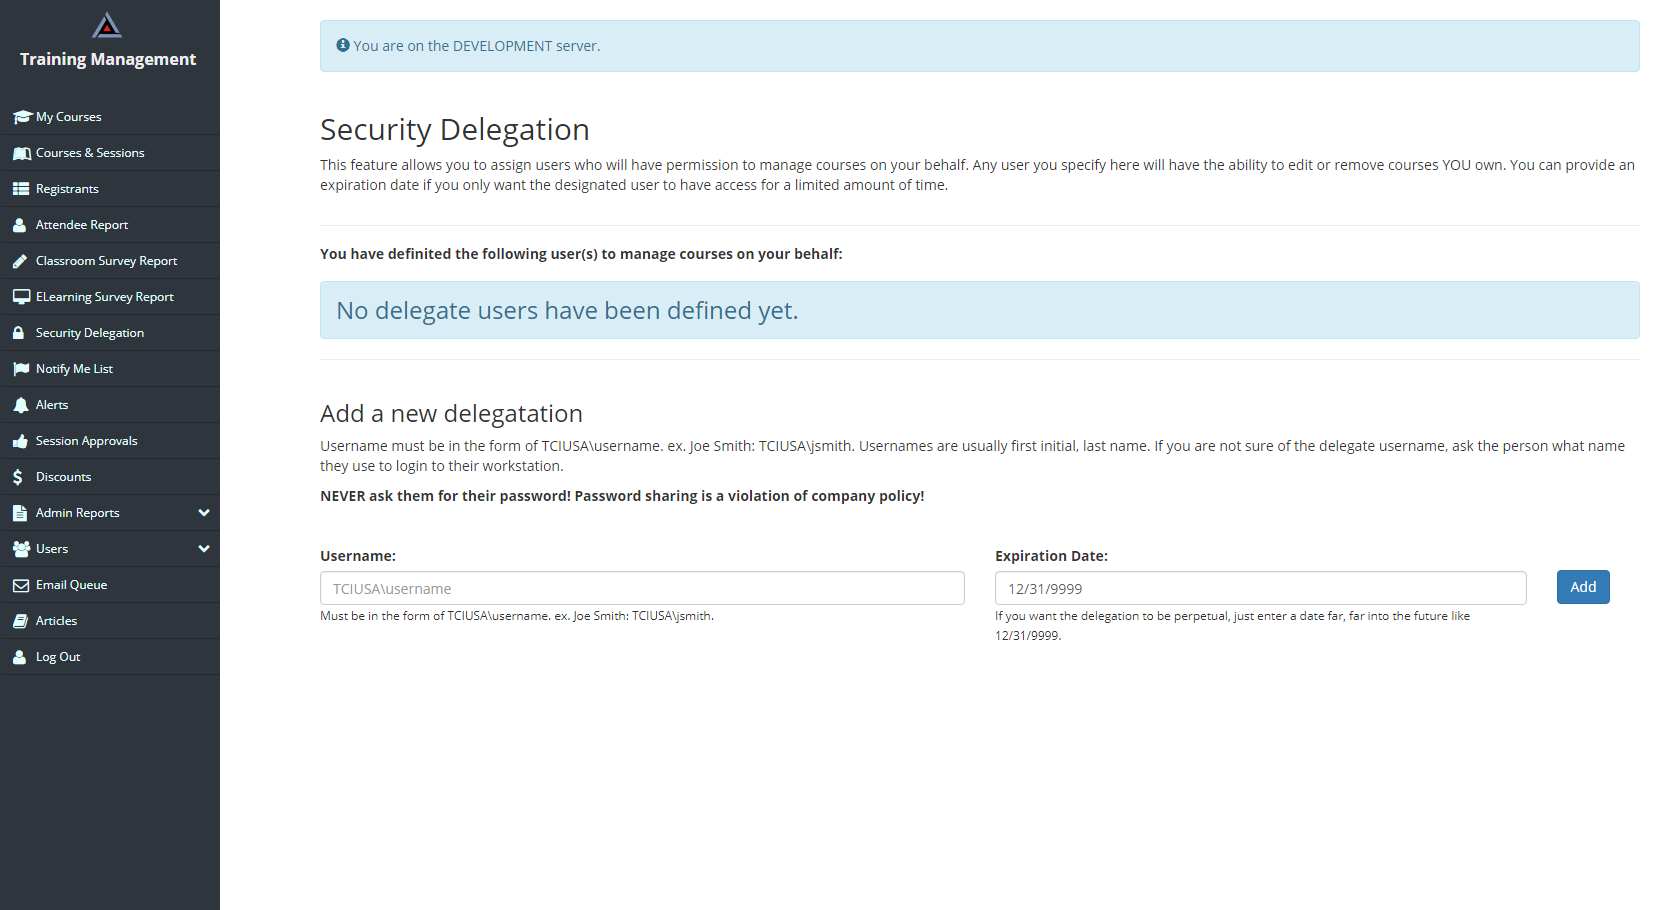 Training Management
My Courses
Courses & Sessions
Registrants
Attendee Report
Classroom Survey Report
ELearning Survey Report
Security Delegation
Notify Me List
Alerts
Session Approvals
Discounts
Admin Reports
Users
Email Queue
Articles
Log Out
You are on the DEVELOPMENT server.
Security Delegation
This feature allows you to assign users who will have permission to manage courses on your behalf. Any user you specify here will have the ability to edit or remove courses YOU own. You can provide an
expiration date if you only want the designated user to have access for a limited amount of time.
You have definited the following user(s) to manage courses on your behalf:
No delegate users have been defined yet.
Add a new delegatation
Username must be in the form of TCIUSA\username. ex. Joe Smith: TCIUSA\jsmith. Usernames are usually first initial, last name. If you are not sure of the delegate username, ask the person what name
they use to login to their workstation.
NEVER ask them for their password! Password sharing is a violation of company policy!
Username:
TCIUSA\username
Must be in the form of TCIUSA\username. ex. Joe Smith: TCIUSA\jsmith.
Expiration Date:
12/31/9999
If you want the delegation to be perpetual, just enter a date far, far into the future like
12/31/9999.
Add